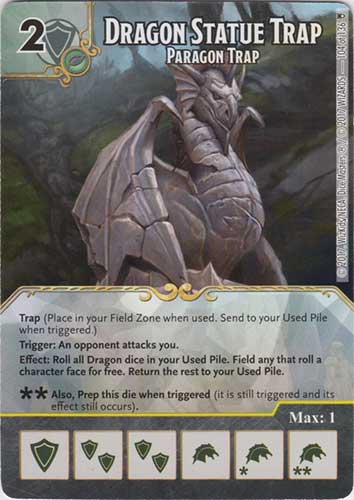 2
DRAGON STATUE TRAP
PARAGON TRAP
Trap (Place in your Field Zone when used. Send to your Used Pile
when triggered.)
Trigger: An opponent attacks you.
Effect: Roll all Dragon dice in your Used Pile. Field any that roll a
character face for free. Return the rest to your Used Pile.
** Also, Prep this die when triggered (it is still triggered and its
effect still occurs).
Max: 1
* **